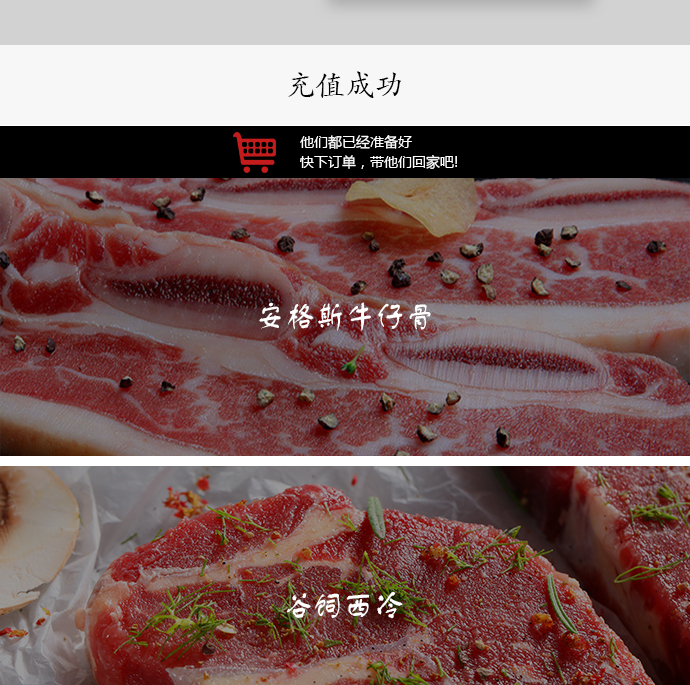 充值成功
他们都已经准备好
快下订单，带他们回家吧!
安格斯牛仔骨
谷饲西冷